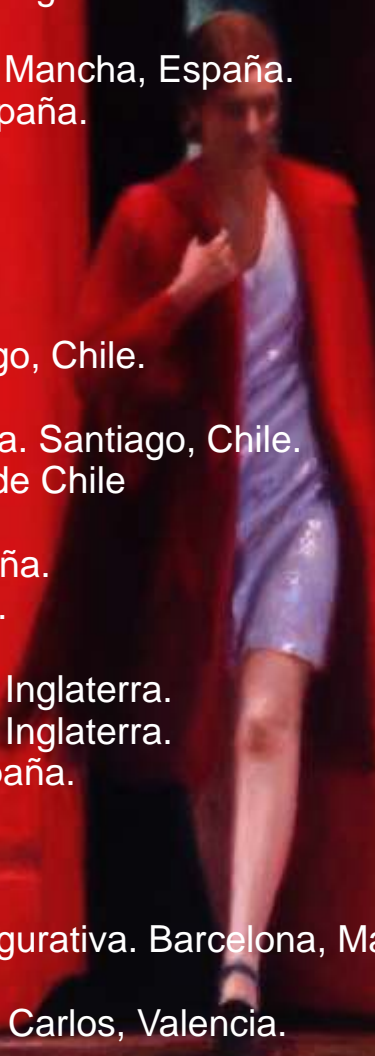 Mancha, España.
paña.
go, Chile.
a. Santiago, Chile.
de Chile
ña.
.
Inglaterra.
Inglaterra.
paña.
gurativa. Barcelona, Ma
Carlos, Valencia.